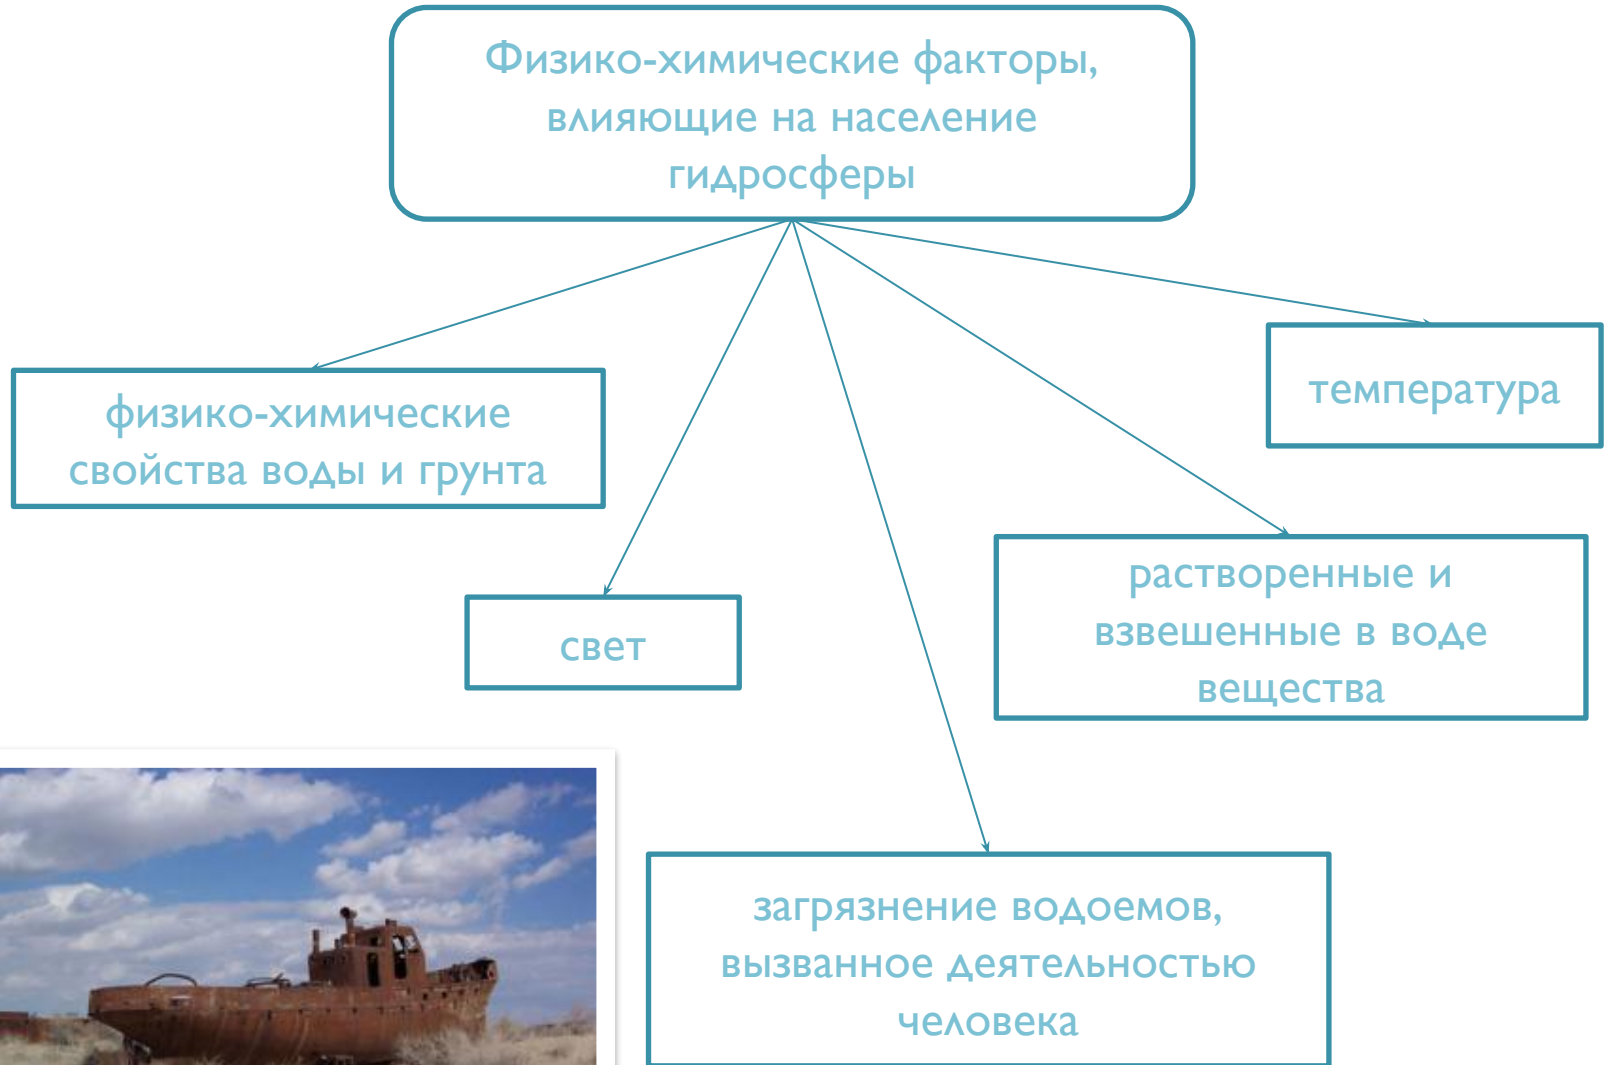 Физико-химические факторы,
влияющие на население
гидросферы
температура
физико-химические
свойства воды и грунта
растворенные и
взвешенные в воде
вещества
свет
загрязнение водоемов,
вызванное деятельностью
человека